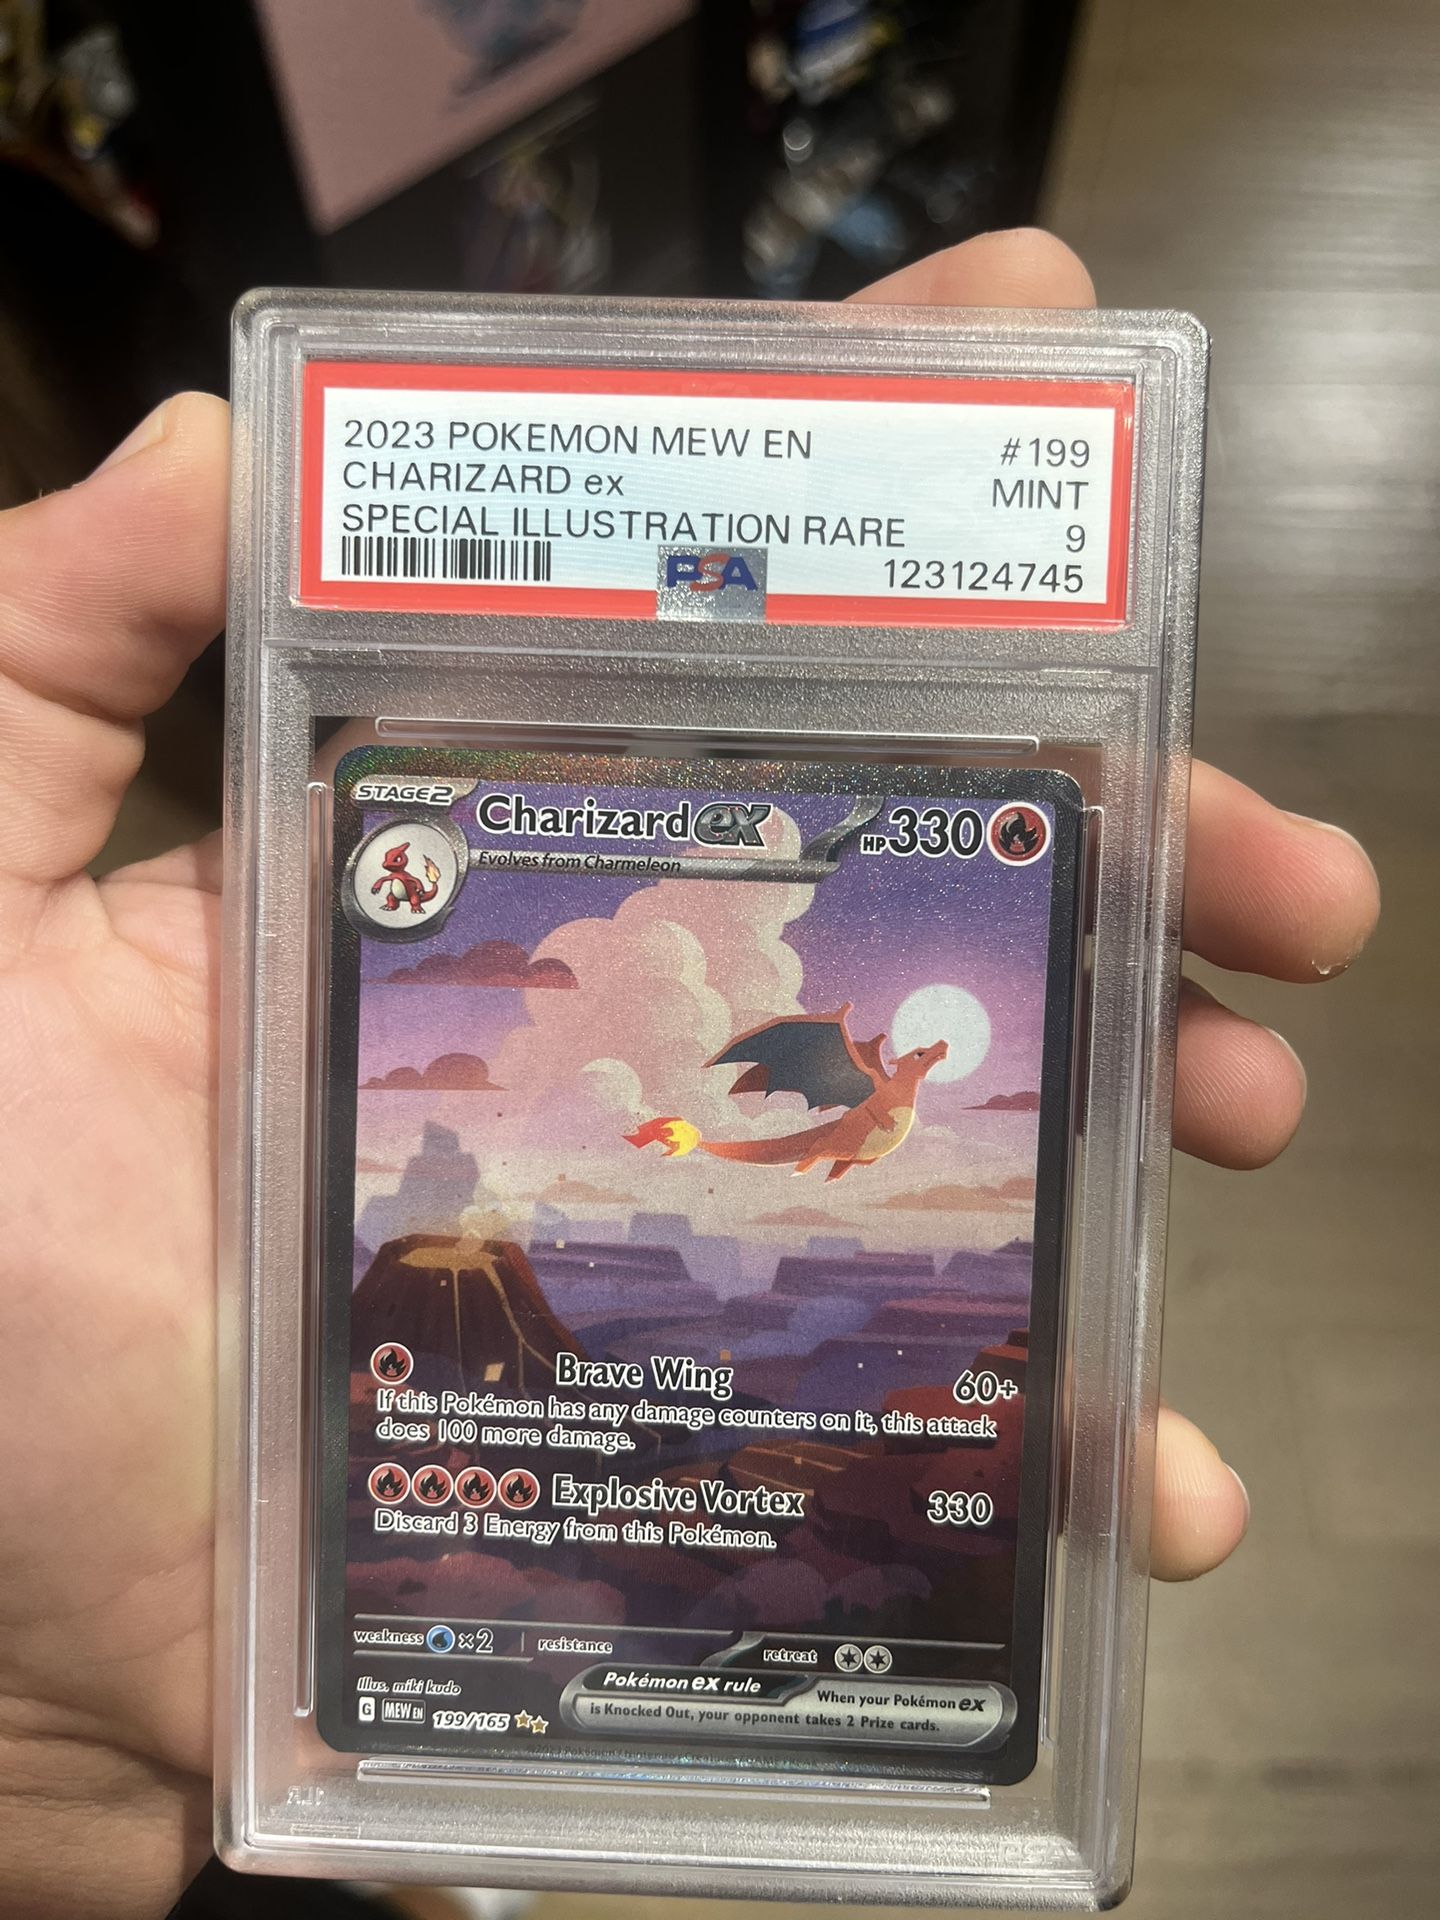 2023 POKEMON MEW EN
#199
CHARIZARD ex
MINT
SPECIAL ILLUSTRATION RARE
9
PSA
123124745
STAGE2
Charizard ex
HP 330
Evolves from Charmeleon
Brave Wing
60+
If this Pokémon has any damage counters on it, this attack
does 100 more damage.
Explosive Vortex
330
Discard 3 Energy from this Pokémon.
weakness ×2
resistance
retreat
Illus. miki kudo
Pokémon ex rule
When your Pokémon ex
is Knocked Out, your opponent takes 2 Prize cards.
G MEW EN 199/165